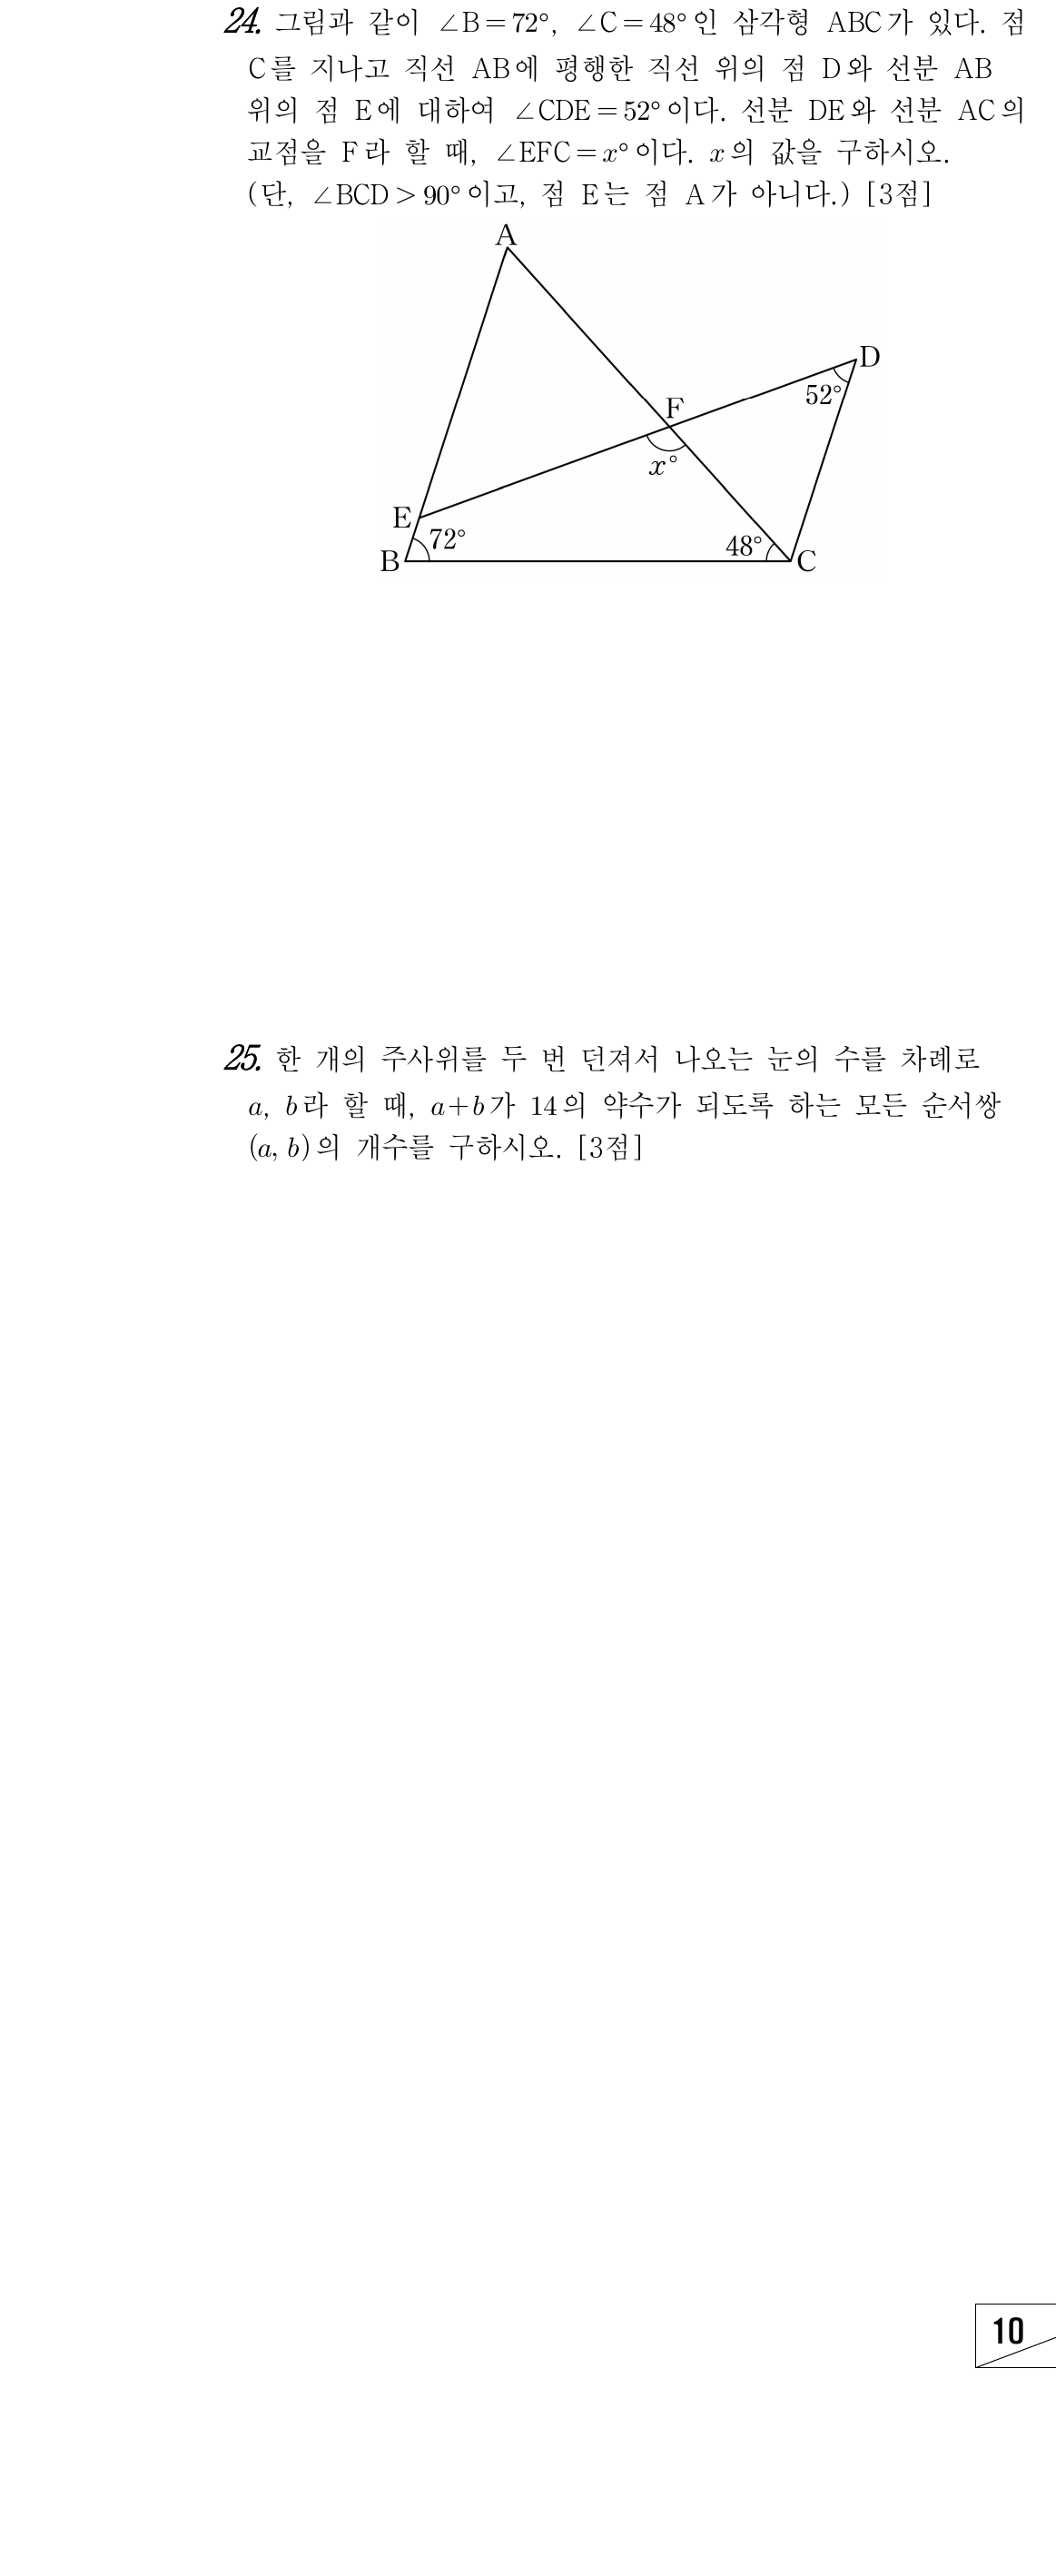 24. 그림과 같이 ∠B=72°, ∠C=48°인 삼각형 ABC가 있다. 점
C를 지나고 직선 AB에 평행한 직선 위의 점 D와 선분 AB
위의 점 E에 대하여 ∠CDE=52°이다. 선분 DE와 선분 AC의
교점을 F라 할 때, ∠EFC=x°이다. x의 값을 구하시오.
(단, ∠BCD>90°이고, 점 E는 점 A가 아니다.) [3점]
A
D
52°
F
x°
E
72°
48°
B
C
25. 한 개의 주사위를 두 번 던져서 나오는 눈의 수를 차례로
a, b라 할 때, a+b가 14의 약수가 되도록 하는 모든 순서쌍
(a, b)의 개수를 구하시오. [3점]
10